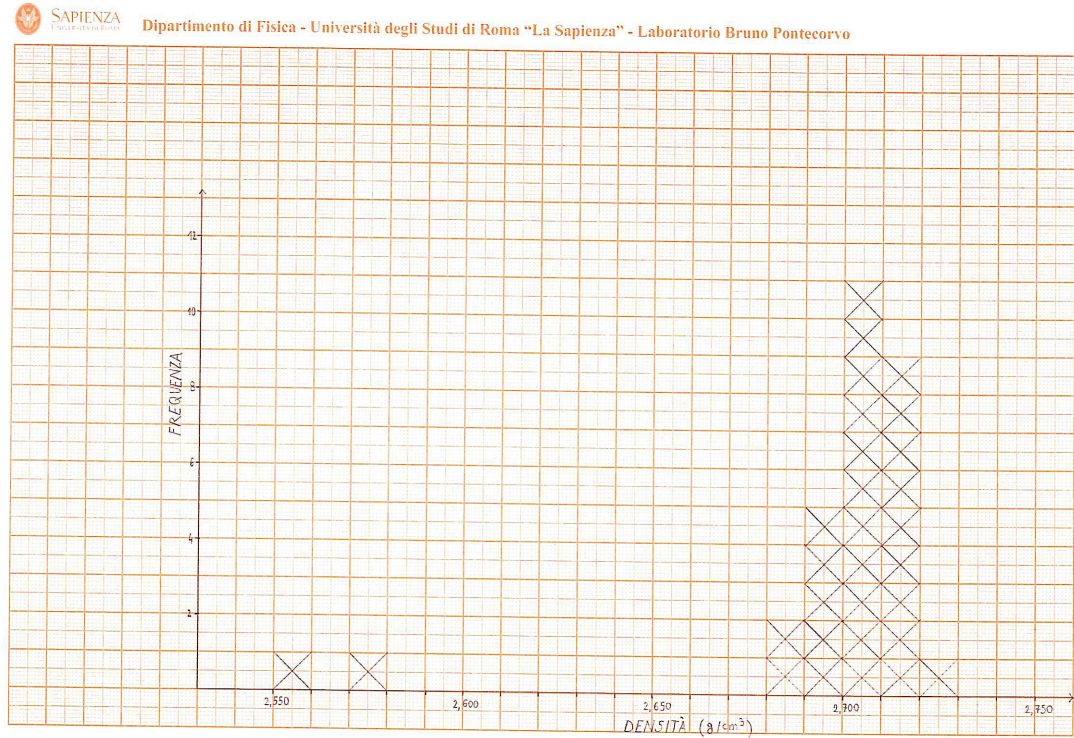 SAPIENZA
UNIVERSITÀ DI ROMA
Dipartimento di Fisica - Università degli Studi di Roma “La Sapienza” - Laboratorio Bruno Pontecorvo
12
10
8
6
4
2
FREQUENZA
2,550
2,600
2,650
2,700
2,750
DENSITÀ (g/cm³)